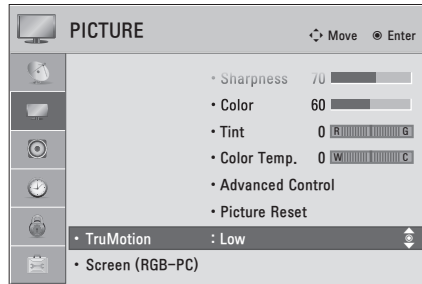 PICTURE
Move Enter
• Sharpness 70
• Color 60
• Tint 0 R G
• Color Temp. 0 W C
• Advanced Control
• Picture Reset
• TruMotion : Low
• Screen (RGB-PC)